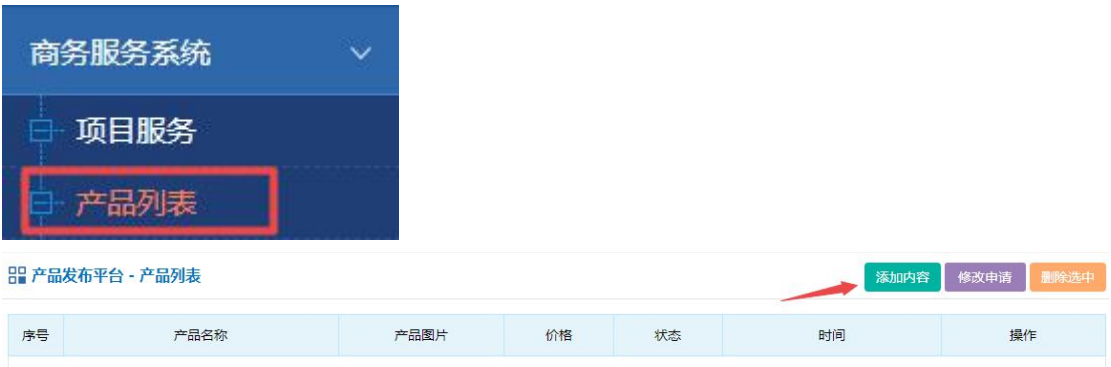 商务服务系统
项目服务
产品列表
产品发布平台 - 产品列表 添加内容 修改申请 删除选中
序号 产品名称 产品图片 价格 状态 时间 操作